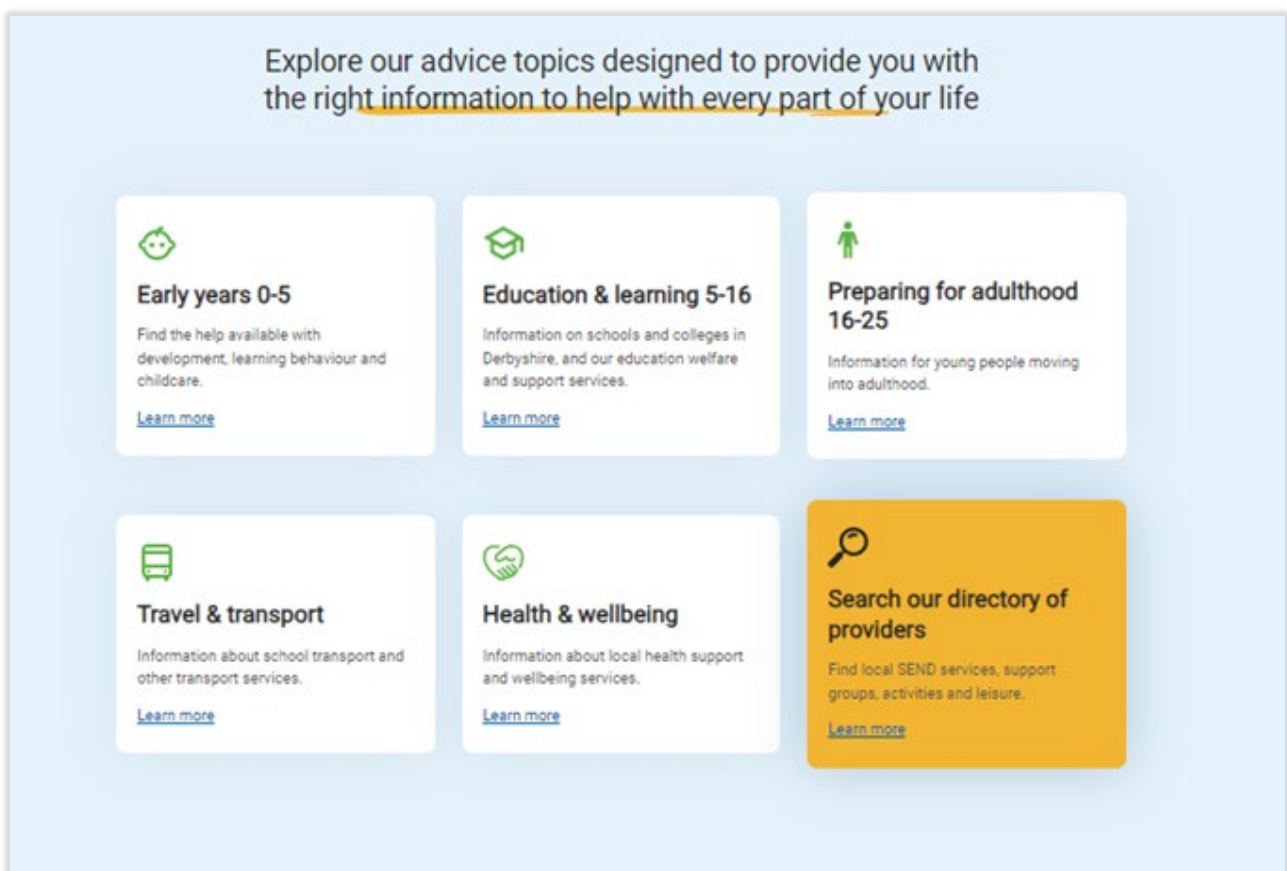 Explore our advice topics designed to provide you with
the right information to help with every part of your life
Early years 0-5
Find the help available with
development, learning behaviour and
childcare.
Learn more
Education & learning 5-16
Information on schools and colleges in
Derbyshire, and our education welfare
and support services.
Learn more
Preparing for adulthood
16-25
Information for young people moving
into adulthood.
Learn more
Travel & transport
Information about school transport and
other transport services.
Learn more
Health & wellbeing
Information about local health support
and wellbeing services.
Learn more
Search our directory of
providers
Find local SEND services, support
groups, activities and leisure.
Learn more